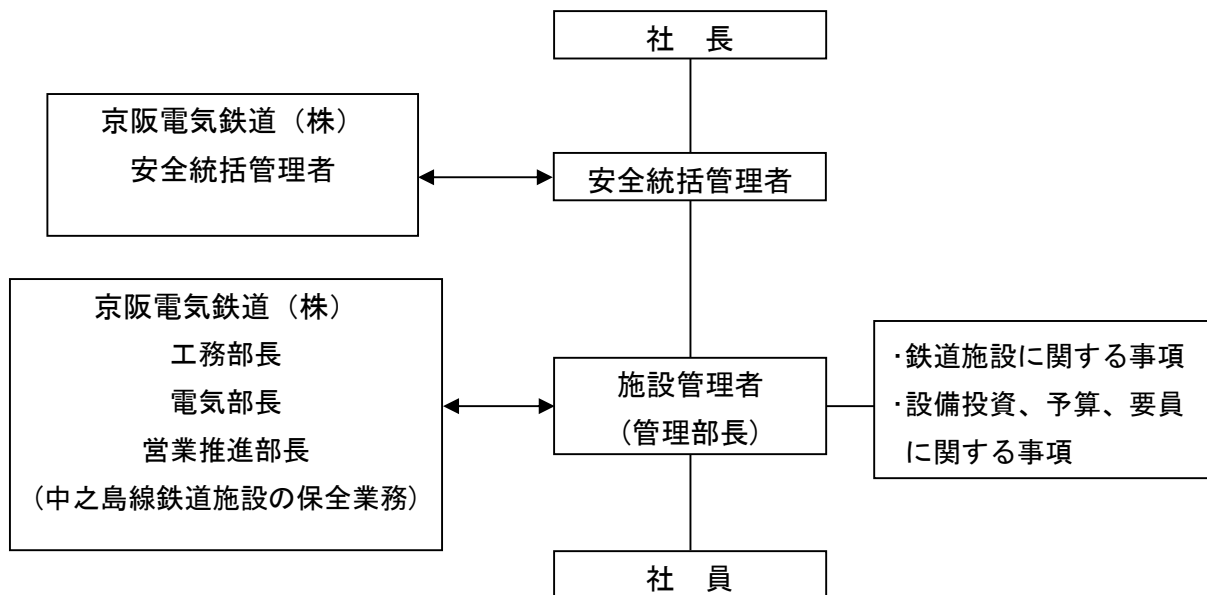 社　長
京阪電気鉄道（株）
安全統括管理者
安全統括管理者
京阪電気鉄道（株）
工務部長
電気部長
営業推進部長
（中之島線鉄道施設の保全業務）
施設管理者
（管理部長）
・鉄道施設に関する事項
・設備投資、予算、要員
に関する事項
社　員